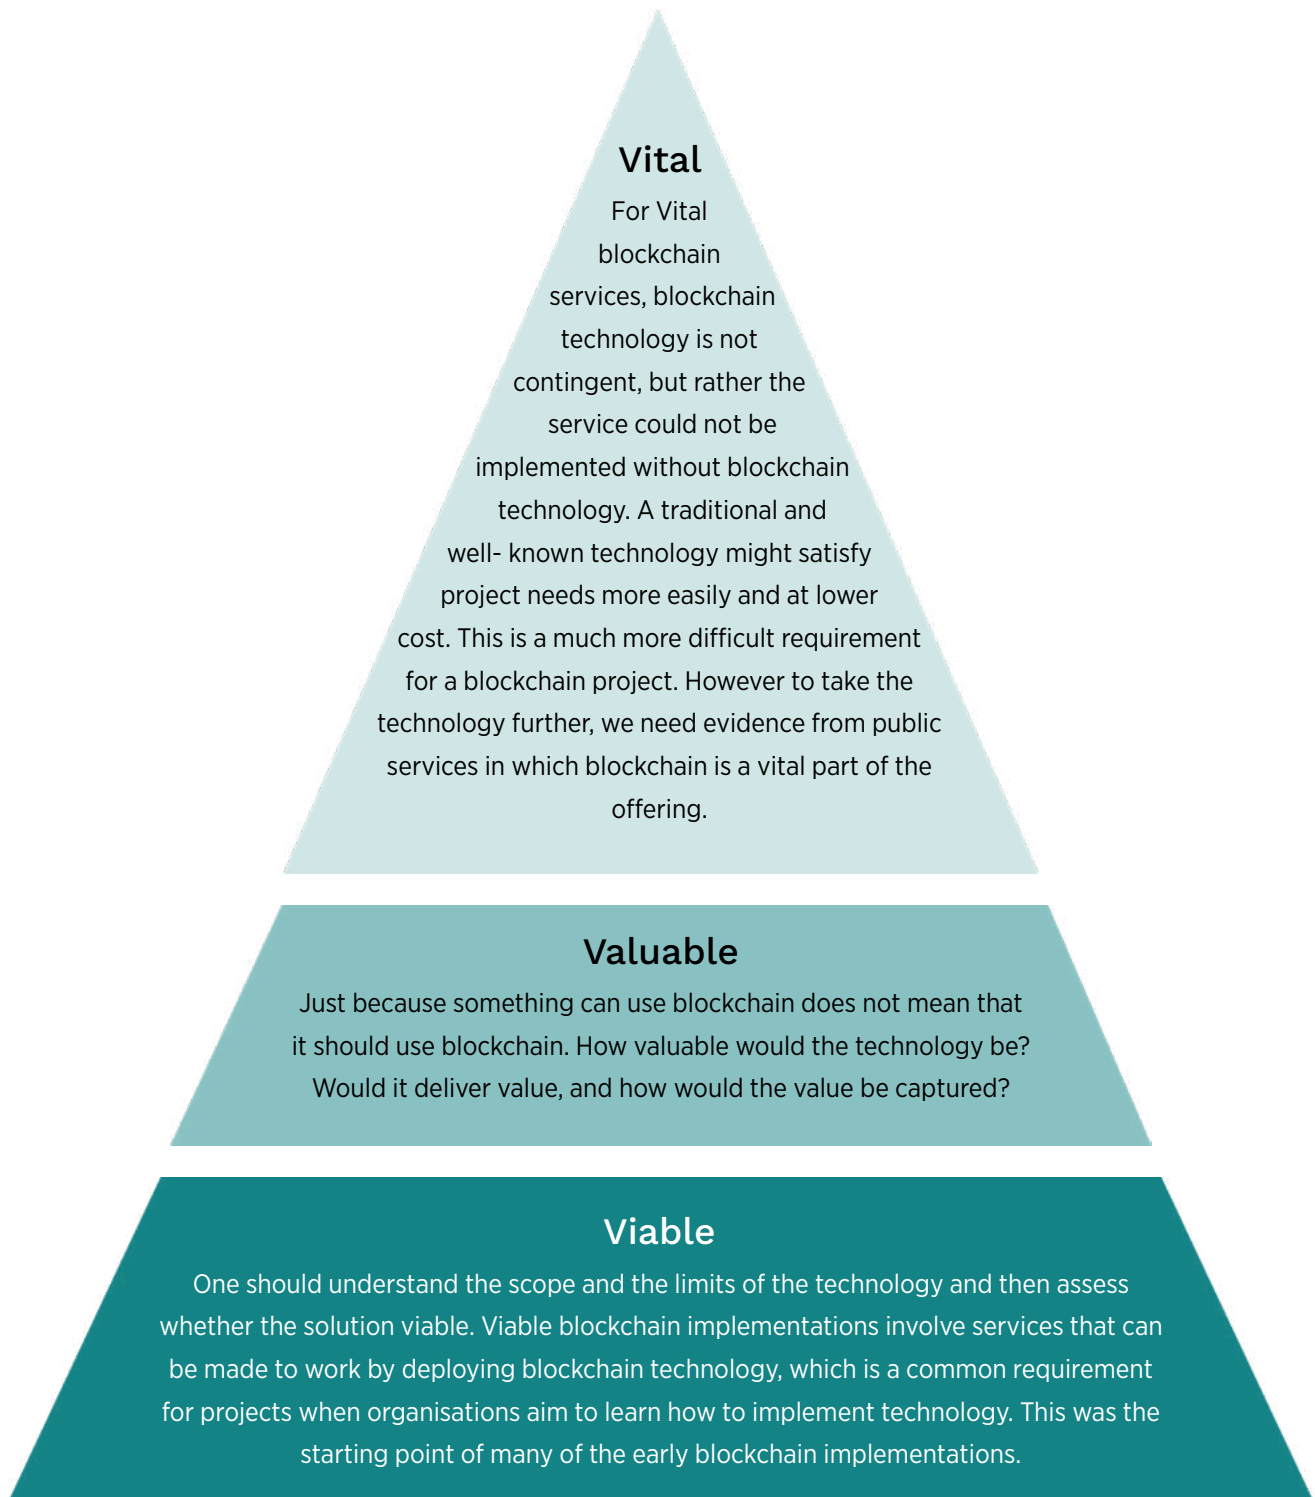 Vital
For Vital
blockchain
services, blockchain
technology is not
contingent, but rather the
service could not be
implemented without blockchain
technology. A traditional and
well- known technology might satisfy
project needs more easily and at lower
cost. This is a much more difficult requirement
for a blockchain project. However to take the
technology further, we need evidence from public
services in which blockchain is a vital part of the
offering.
Valuable
Just because something can use blockchain does not mean that
it should use blockchain. How valuable would the technology be?
Would it deliver value, and how would the value be captured?
Viable
One should understand the scope and the limits of the technology and then assess
whether the solution viable. Viable blockchain implementations involve services that can
be made to work by deploying blockchain technology, which is a common requirement
for projects when organisations aim to learn how to implement technology. This was the
starting point of many of the early blockchain implementations.